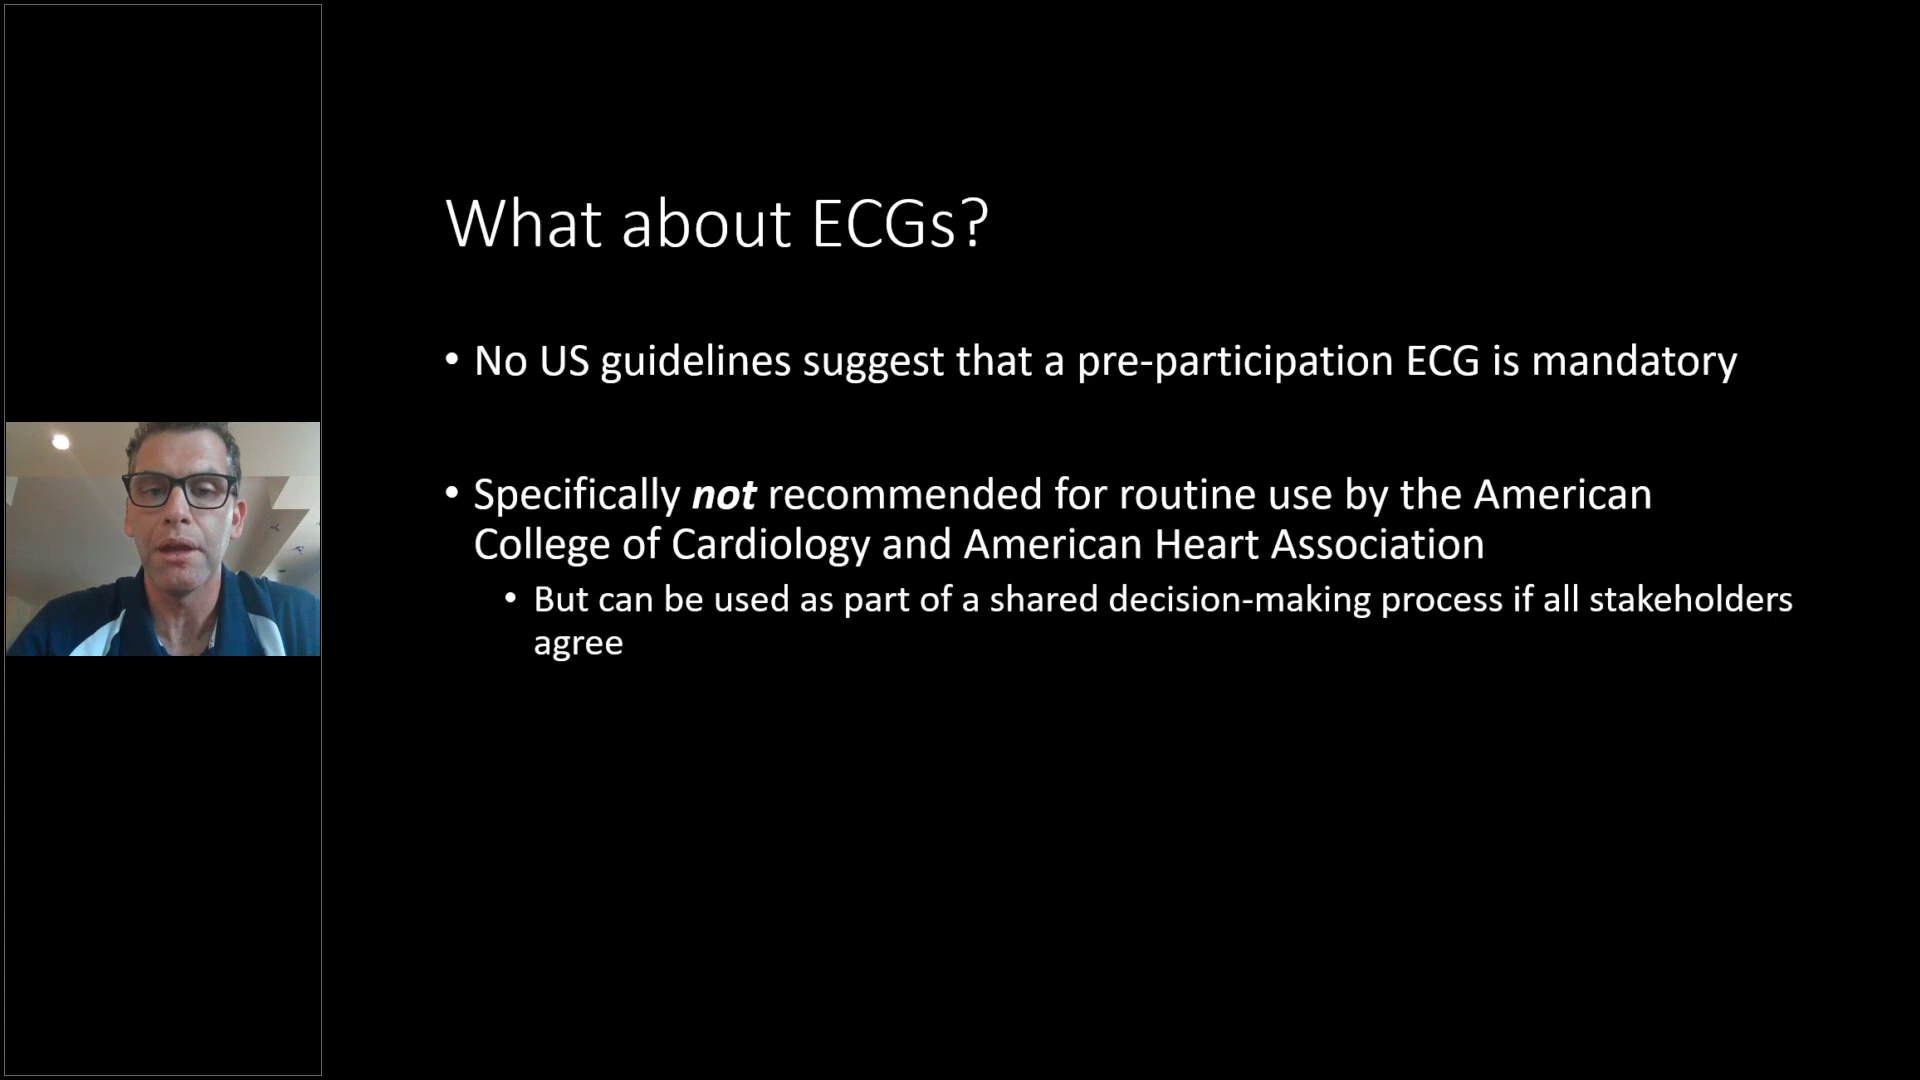 What about ECGs?
• No US guidelines suggest that a pre-participation ECG is mandatory
• Specifically not recommended for routine use by the American
College of Cardiology and American Heart Association
• But can be used as part of a shared decision-making process if all stakeholders
agree